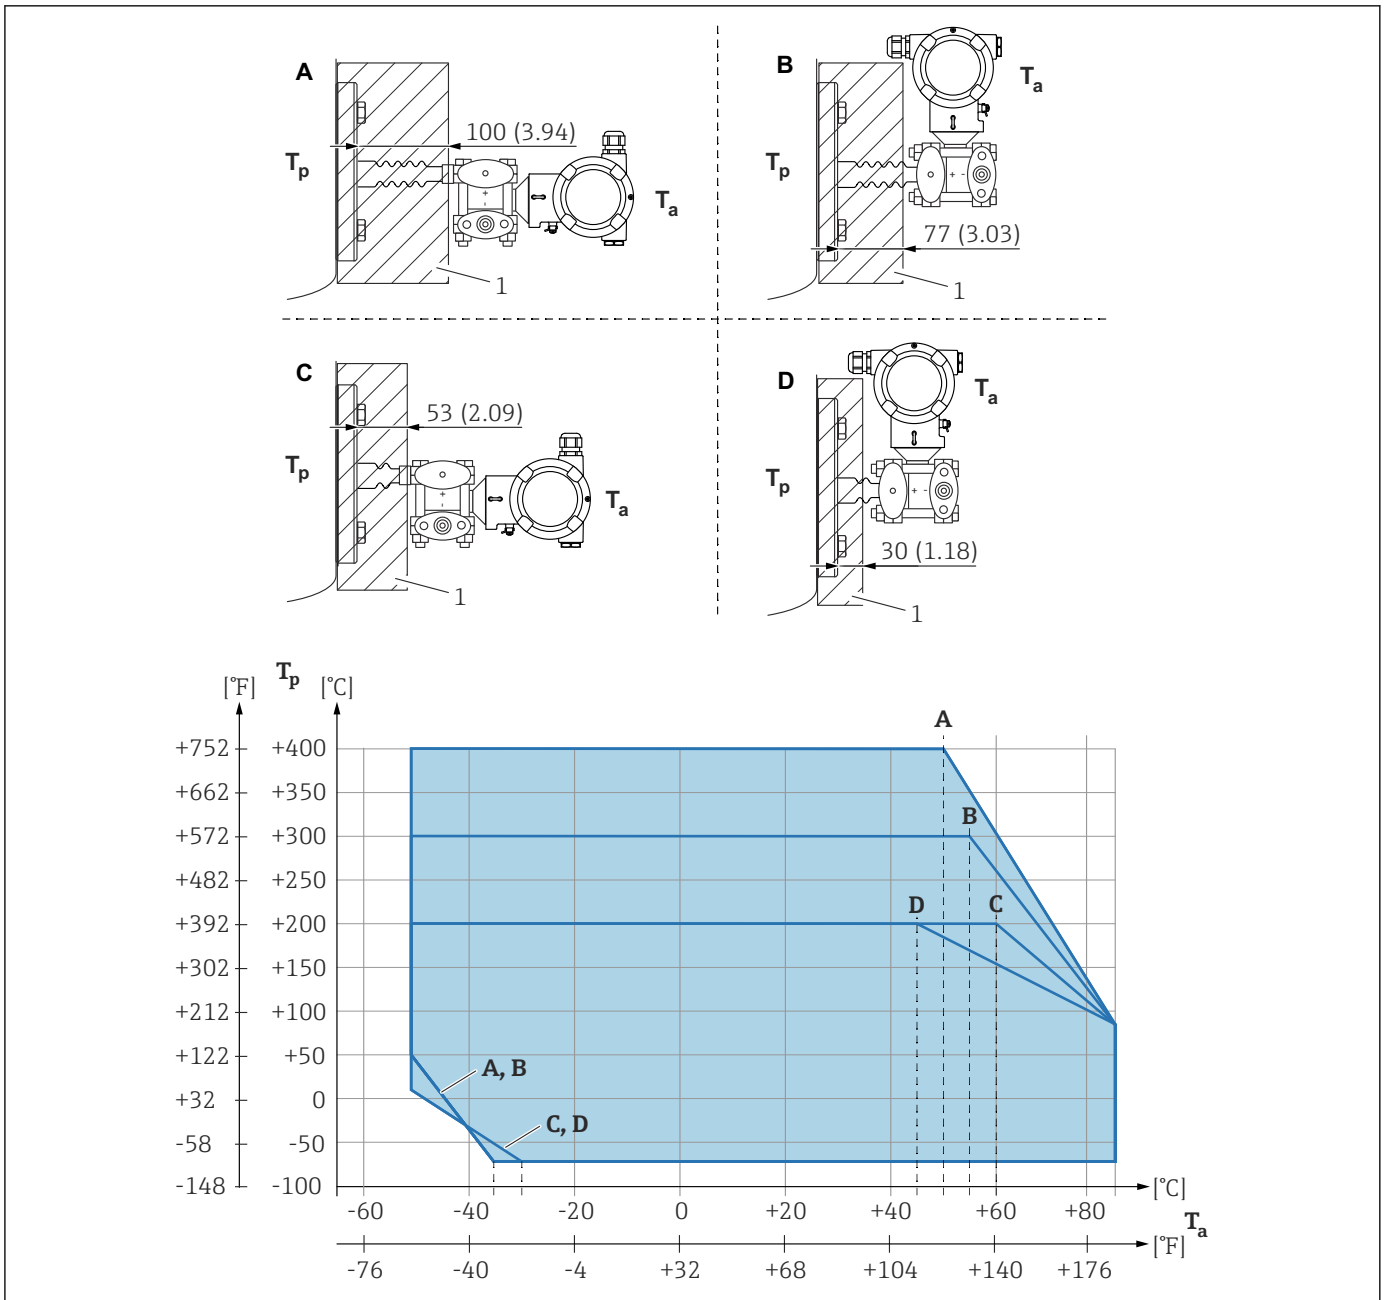 A
100 (3.94)
Tp
Ta
1
B
Ta
Tp
77 (3.03)
1
C
53 (2.09)
Tp
Ta
1
D
Ta
Tp
30 (1.18)
1
[°F]
Tp
[°C]
A
+752
+400
+662
+350
B
+572
+300
+482
+250
D
C
+392
+200
+302
+150
+212
+100
+122
+50
A, B
+32
0
C, D
-58
-50
-148
-100
[°C]
-60
-40
-20
0
+20
+40
+60
+80
Ta
[°F]
-76
-40
-4
+32
+68
+104
+140
+176